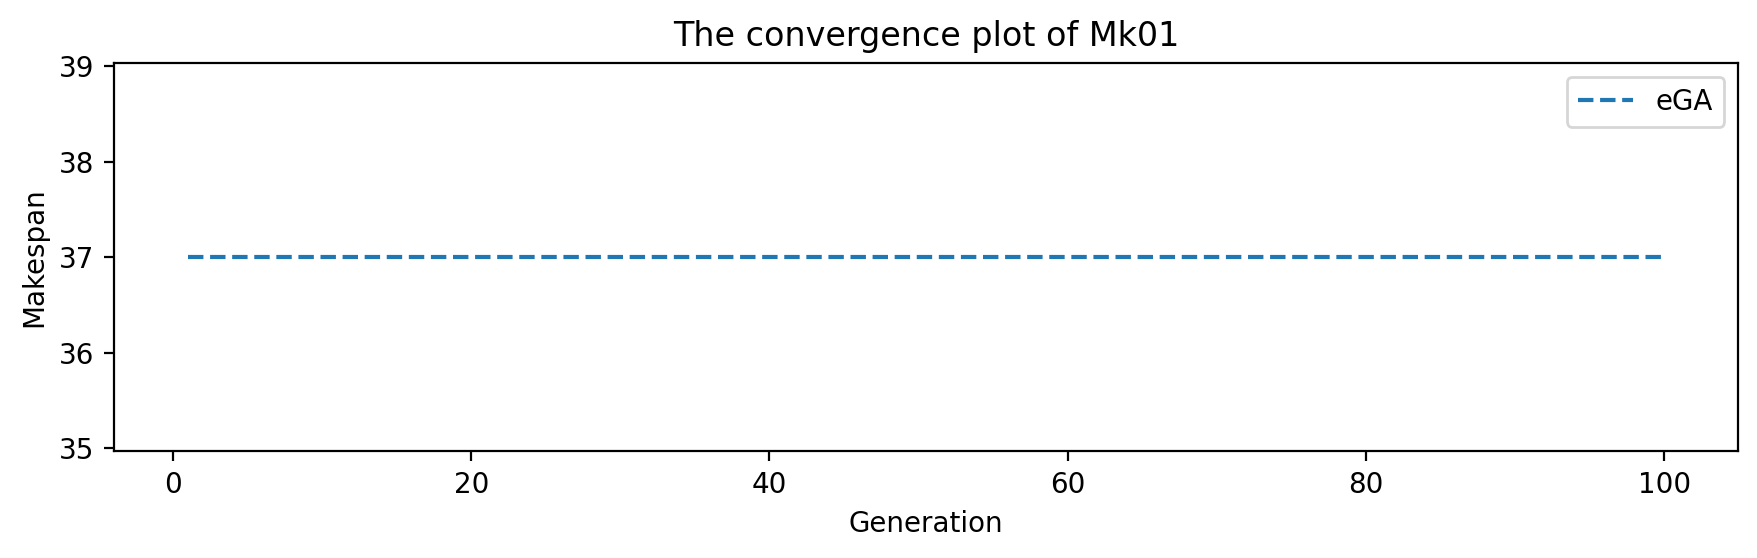 The convergence plot of Mk01
eGA
Makespan
39
38
37
36
35
0 20 40 60 80 100
Generation